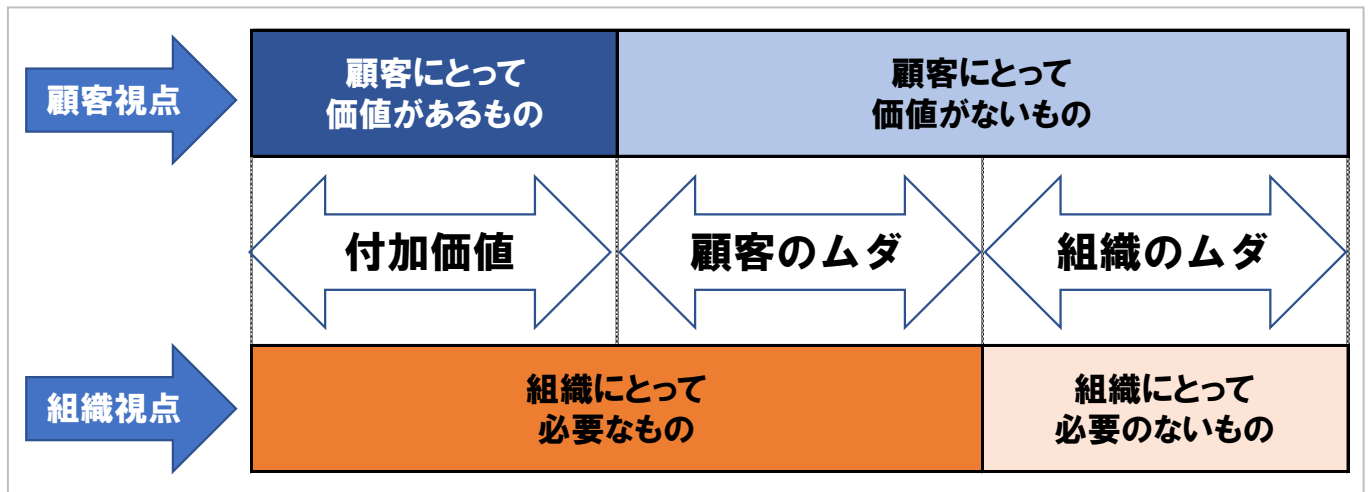 顧客視点
顧客にとって
価値があるもの
顧客にとって
価値がないもの
付加価値
顧客のムダ
組織のムダ
組織視点
組織にとって
必要なもの
組織にとって
必要のないもの